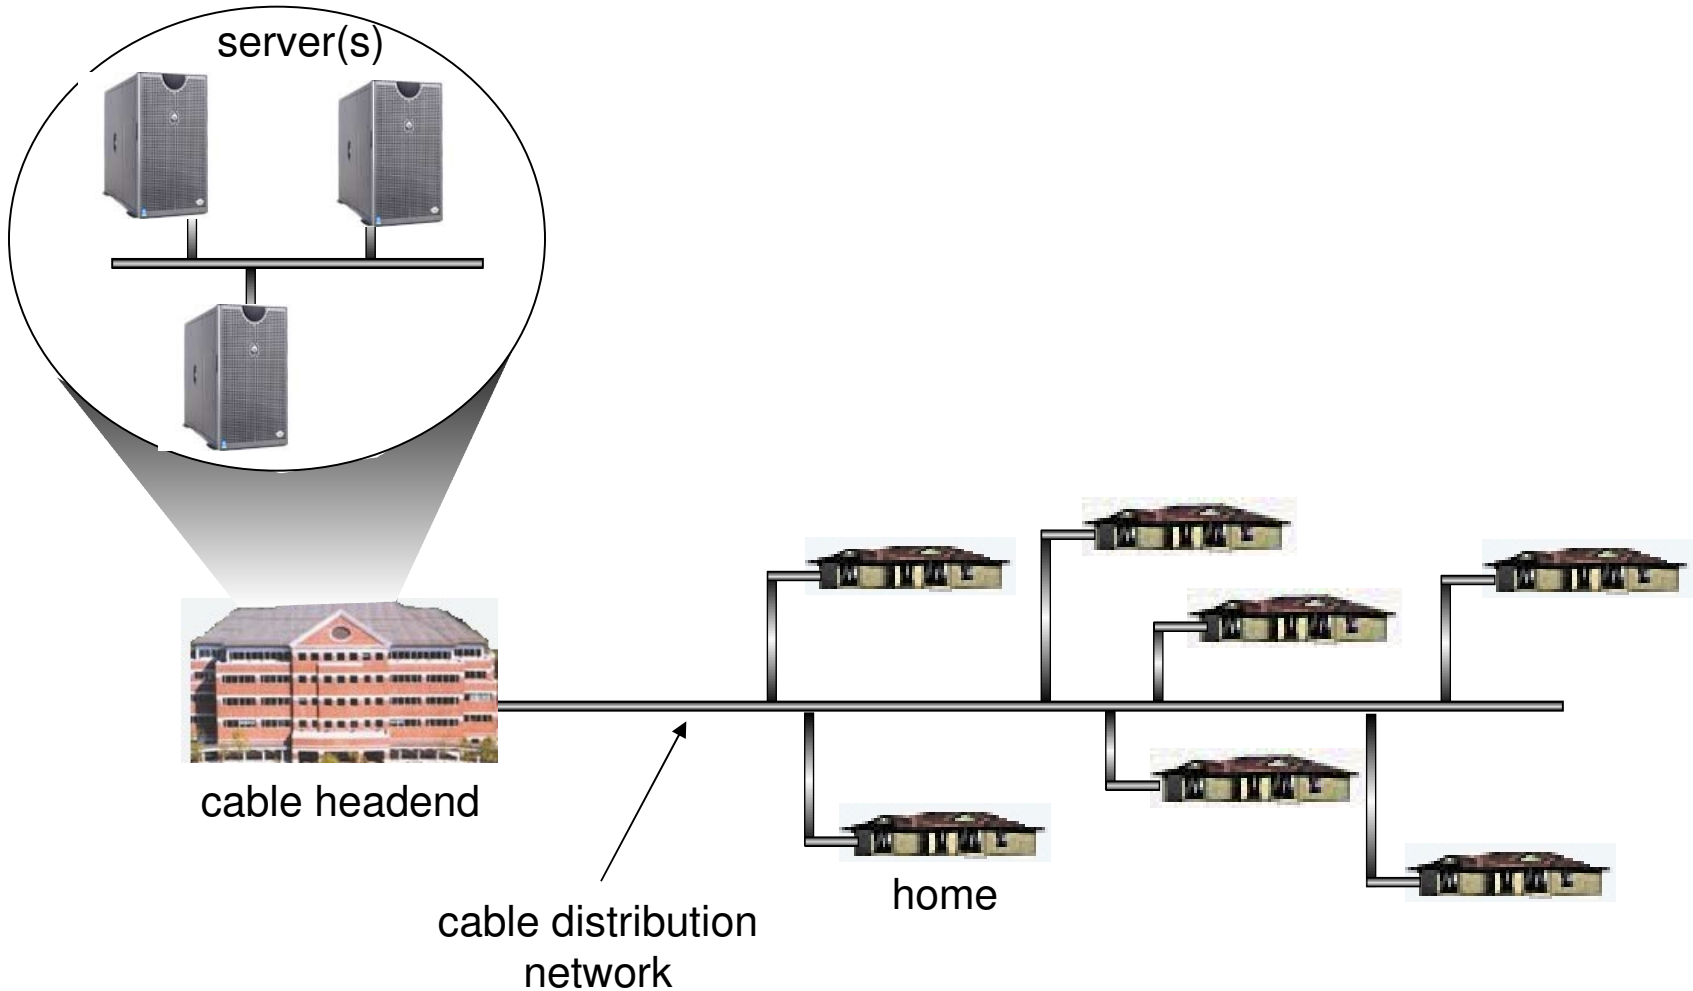 server(s)
cable headend
home
cable distribution
network